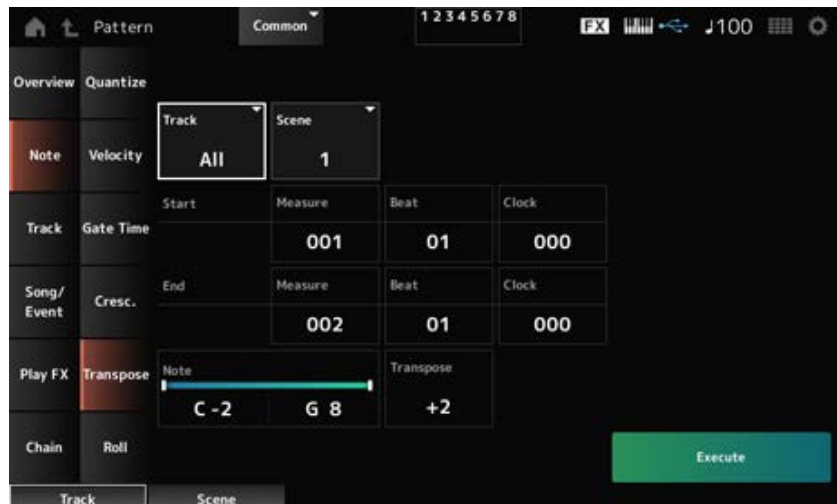 Pattern
Common
12345678
FX
♩100
Overview
Quantize
Note
Velocity
Track
All
Scene
1
Track
Gate Time
Start
Measure
001
Beat
01
Clock
000
Song/
Event
Cresc.
End
Measure
002
Beat
01
Clock
000
Play FX
Transpose
Note
C -2
G 8
Transpose
+2
Chain
Roll
Execute
Track
Scene